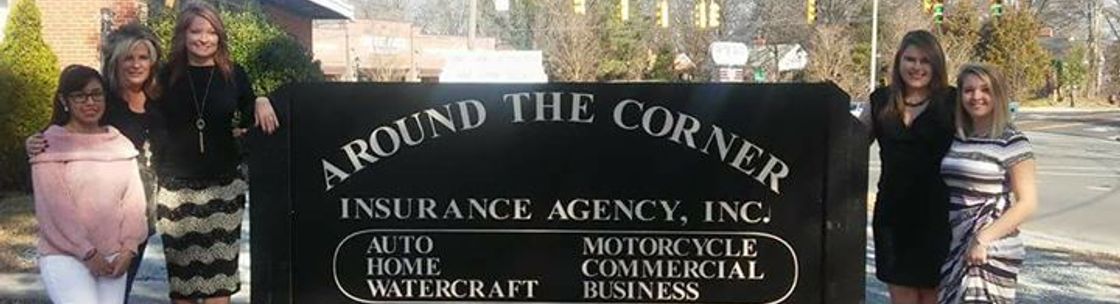 AROUND THE CORNER
INSURANCE AGENCY, INC.
AUTO MOTORCYCLE
HOME COMMERCIAL
WATERCRAFT BUSINESS